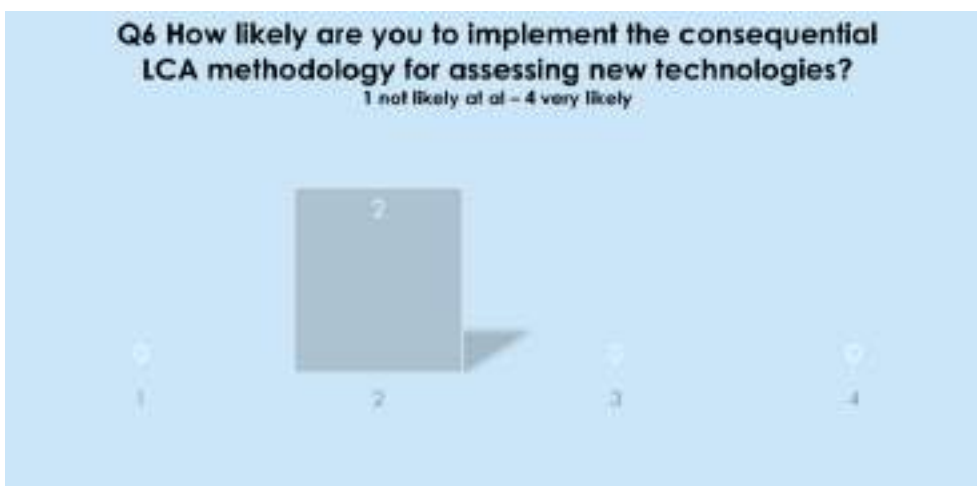 Q6 How likely are you to implement the consequential
LCA methodology for assessing new technologies?
1 not likely at al – 4 very likely
2
0 0 0
1 2 3 4